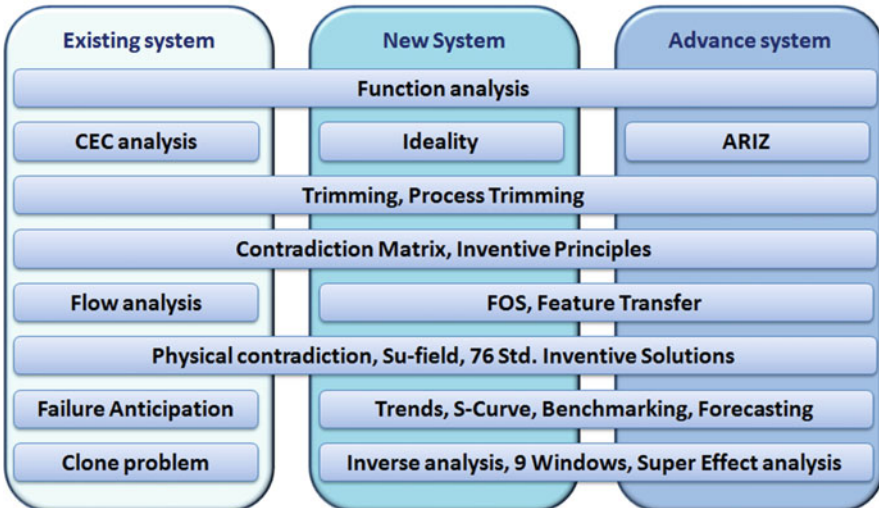 Existing system
New System
Advance system
Function analysis
CEC analysis
Ideality
ARIZ
Trimming, Process Trimming
Contradiction Matrix, Inventive Principles
Flow analysis
FOS, Feature Transfer
Physical contradiction, Su-field, 76 Std. Inventive Solutions
Failure Anticipation
Trends, S-Curve, Benchmarking, Forecasting
Clone problem
Inverse analysis, 9 Windows, Super Effect analysis